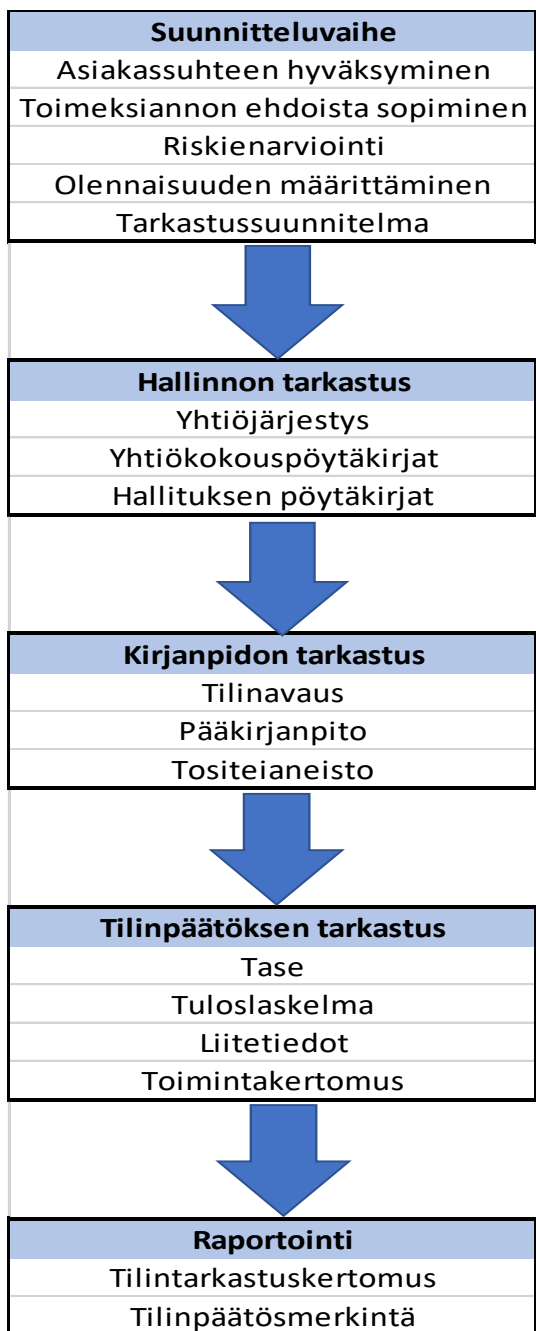 Suunnitteluvaihe
Asiakassuhteen hyväksyminen
Toimeksiannon ehdoista sopiminen
Riskienarviointi
Olennaisuuden määrittäminen
Tarkastussuunnitelma
Hallinnon tarkastus
Yhtiöjärjestys
Yhtiökokouspöytäkirjat
Hallituksen pöytäkirjat
Kirjanpidon tarkastus
Tilinavaus
Pääkirjanpito
Tositeianeisto
Tilinpäätöksen tarkastus
Tase
Tuloslaskelma
Liitetiedot
Toimintakertomus
Raportointi
Tilintarkastuskertomus
Tilinpäätösmerkintä